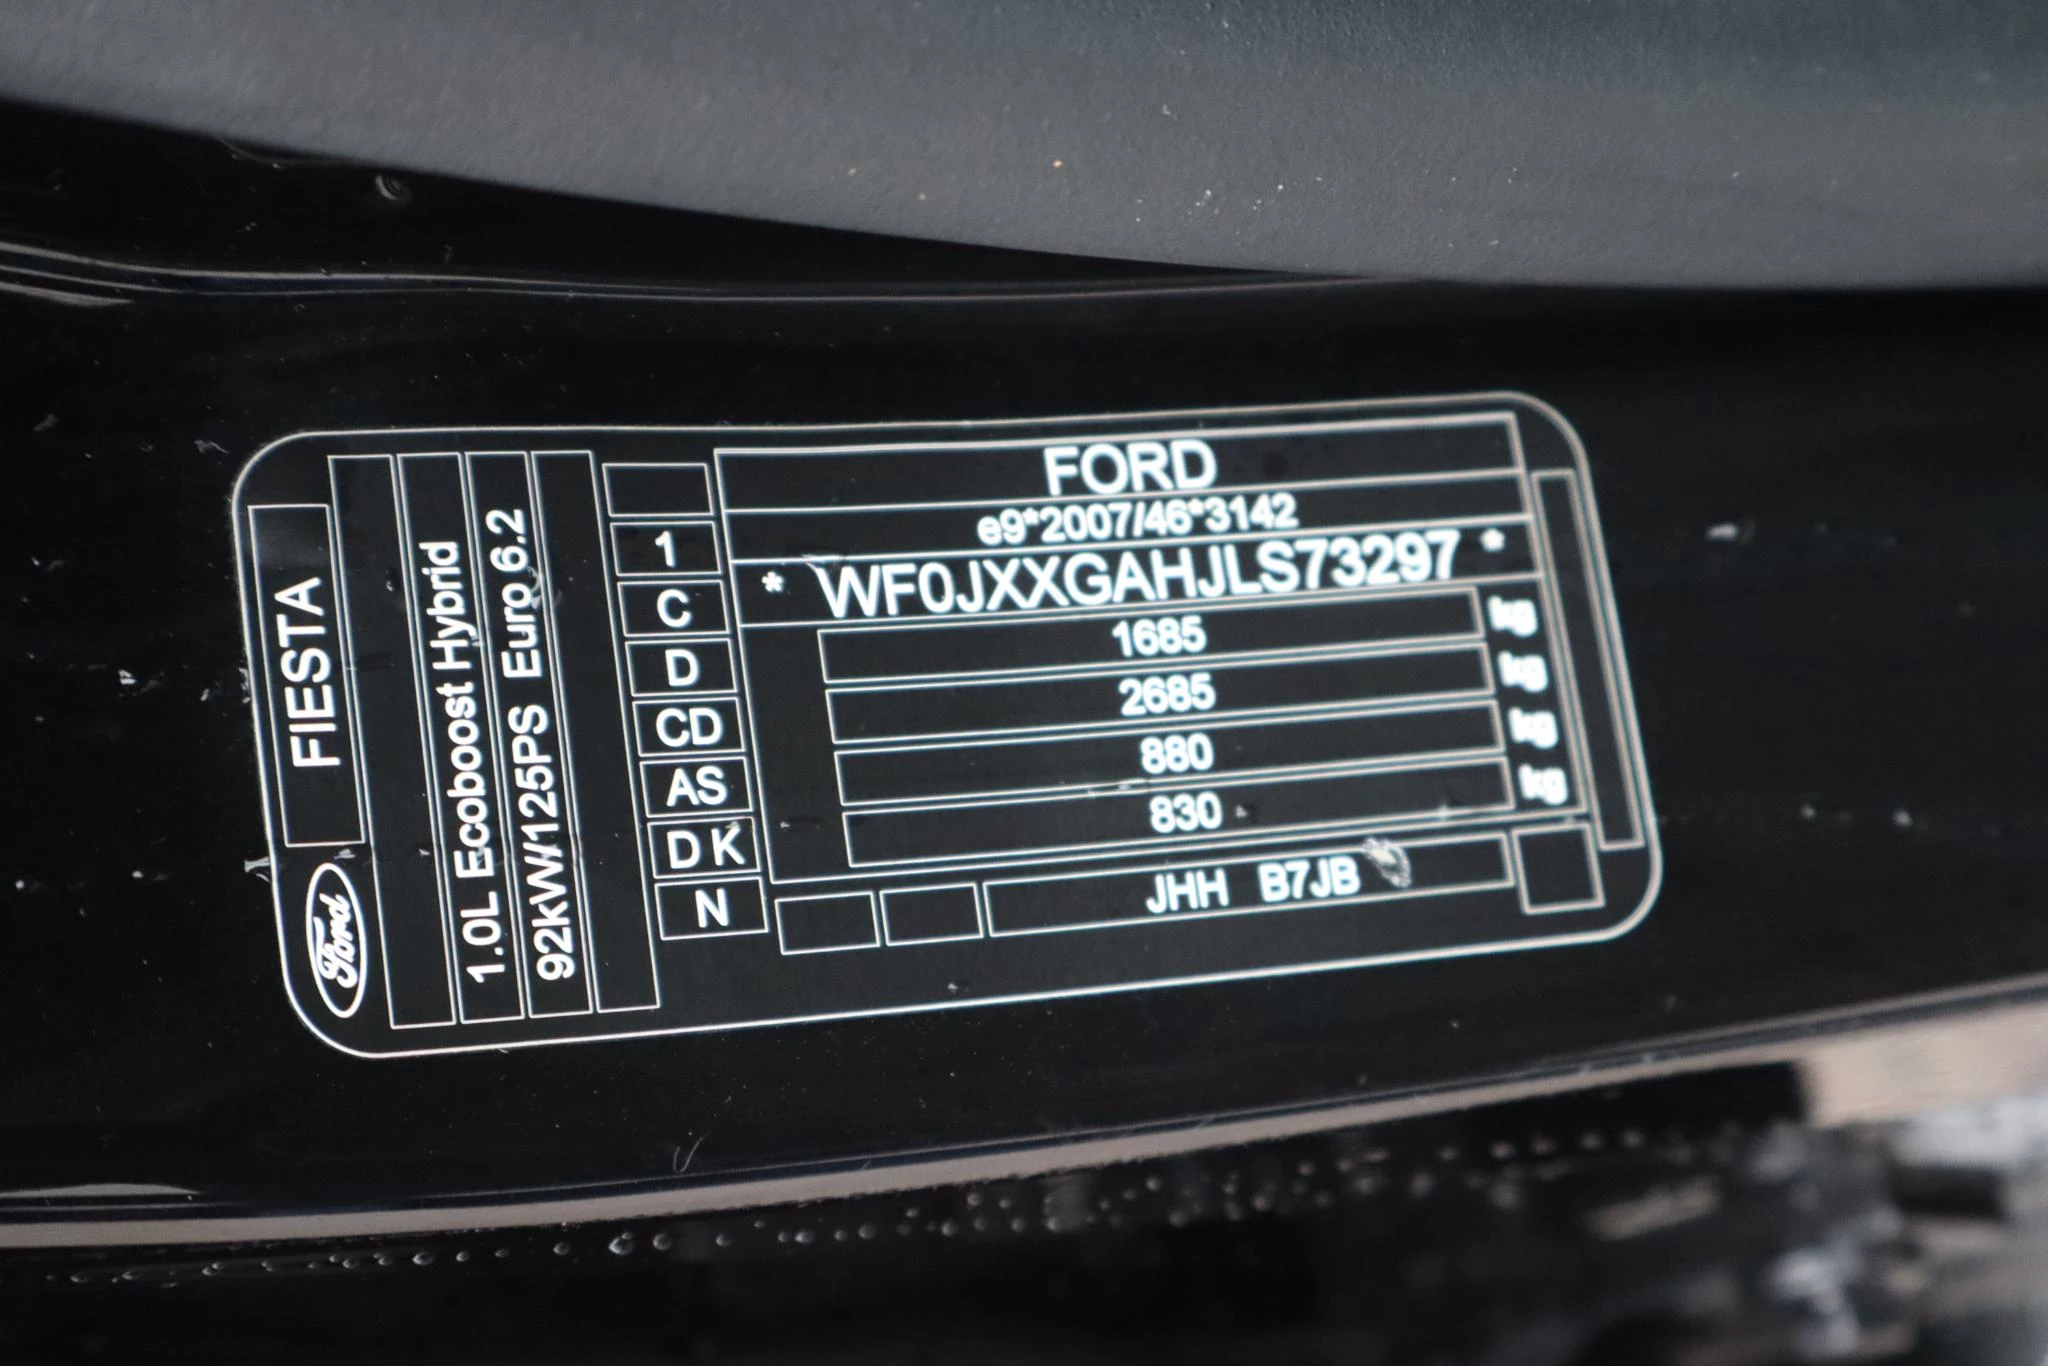 FORD
e9*2007/46*3142
* WF0JXXGAHJLS73297 *
1685 kg
2685 kg
880 kg
830 kg
JHH B7JB
1
C
D
CD
AS
D K
N
FIESTA
1.0L Ecoboost Hybrid
92kW/125PS Euro 6.2
Ford